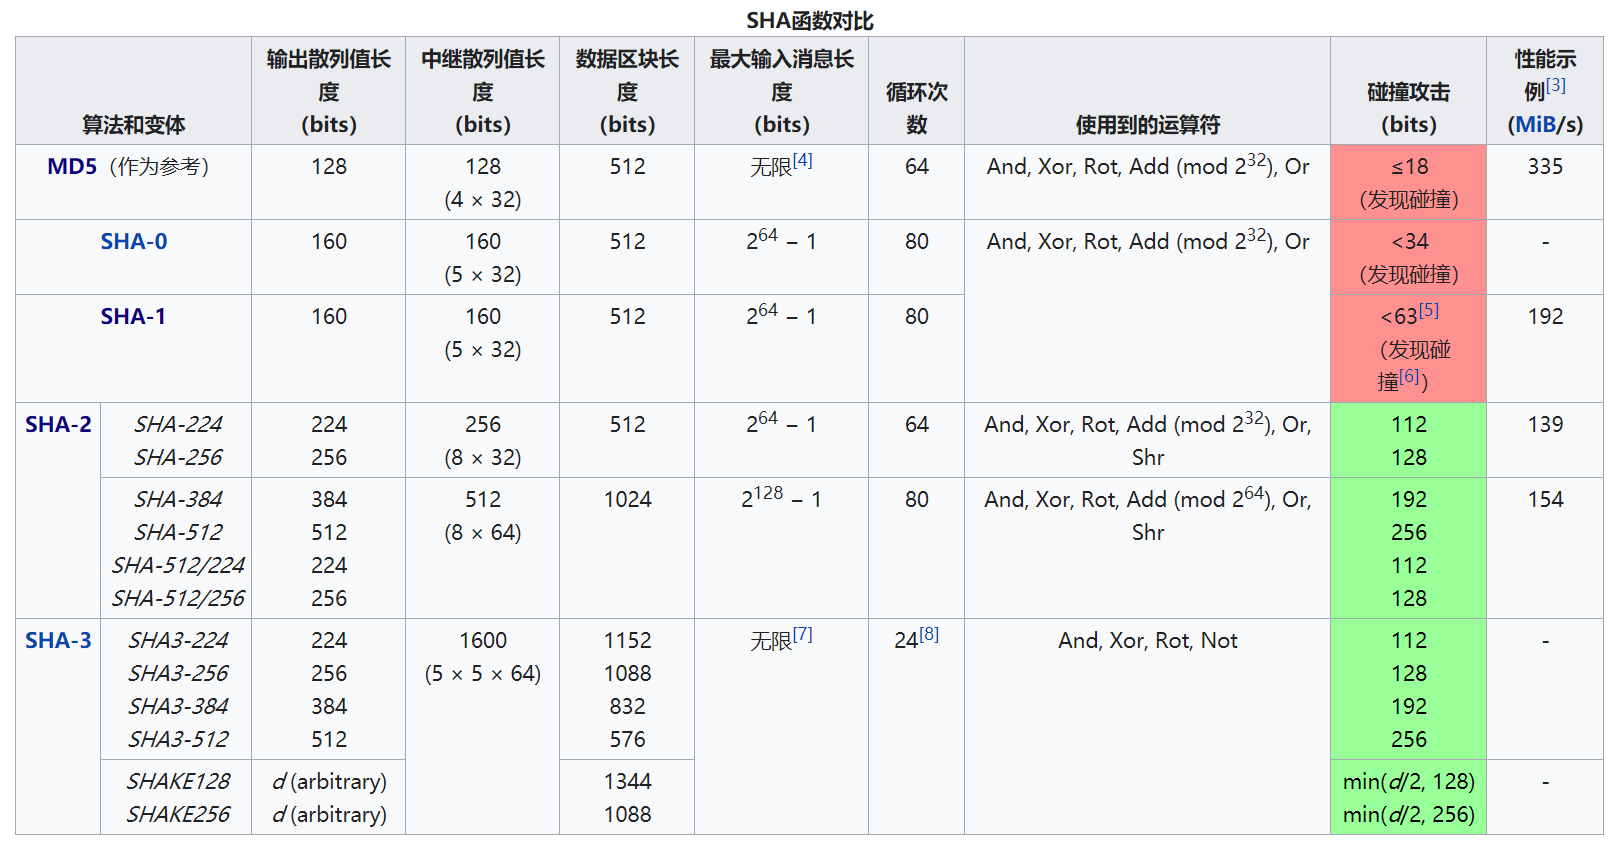 SHA函数对比
算法和变体 输出散列值长度（bits） 中继散列值长度（bits） 数据区块长度（bits） 最大输入消息长度（bits） 循环次数 使用到的运算符 碰撞攻击（bits） 性能示例[3] (MiB/s)
MD5（作为参考） 128 128 512 无限[4] 64 And, Xor, Rot, Add (mod 2^32), Or ≤18 335
(4 × 32) （发现碰撞）
SHA-0 160 160 512 2^64 − 1 80 And, Xor, Rot, Add (mod 2^32), Or <34 -
(5 × 32) （发现碰撞）
SHA-1 160 160 512 2^64 − 1 80 <63[5] 192
(5 × 32) （发现碰
撞[6]）
SHA-2 SHA-224 224 256 512 2^64 − 1 64 And, Xor, Rot, Add (mod 2^32), Or, 112 139
SHA-256 256 (8 × 32) Shr 128
SHA-384 384 512 1024 2^128 − 1 80 And, Xor, Rot, Add (mod 2^64), Or, 192 154
SHA-512 512 (8 × 64) Shr 256
SHA-512/224 224 112
SHA-512/256 256 128
SHA-3 SHA3-224 224 1600 1152 无限[7] 24[8] And, Xor, Rot, Not 112 -
SHA3-256 256 (5 × 5 × 64) 1088 128
SHA3-384 384 832 192
SHA3-512 512 576 256
SHAKE128 d (arbitrary) 1344 min(d/2, 128) -
SHAKE256 d (arbitrary) 1088 min(d/2, 256)